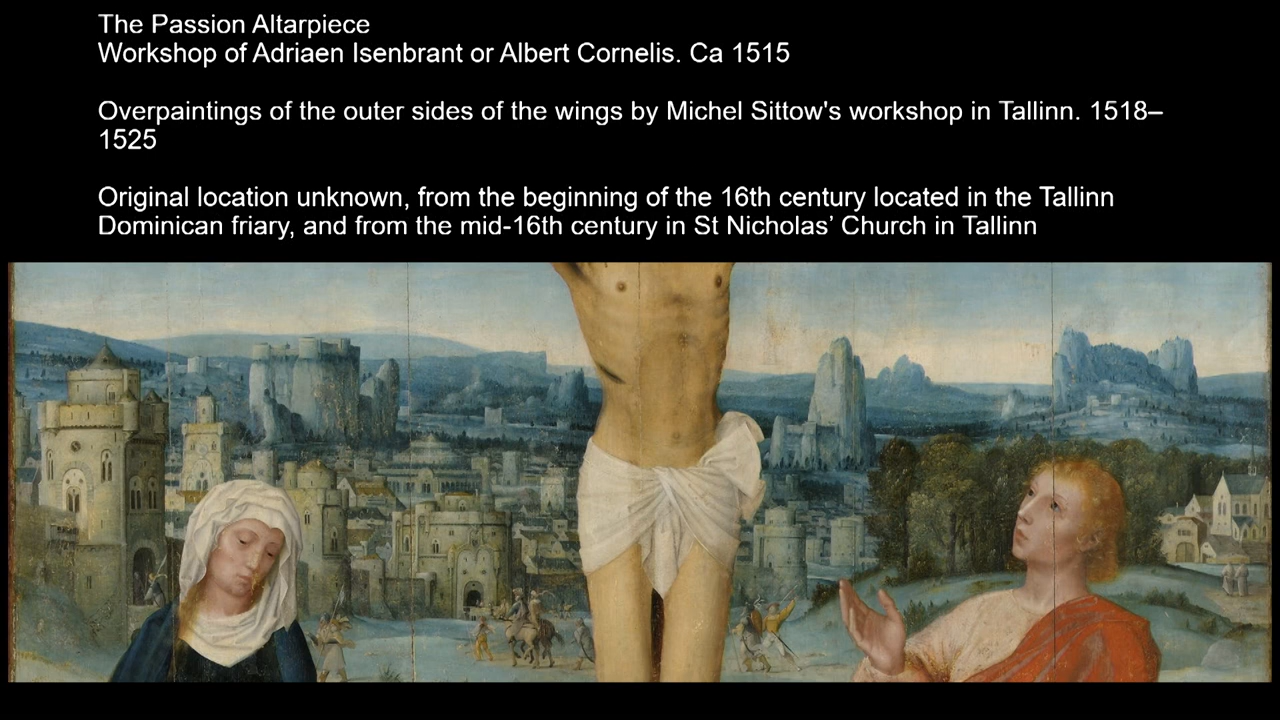 The Passion Altarpiece
Workshop of Adriaen Isenbrant or Albert Cornelis. Ca 1515
Overpaintings of the outer sides of the wings by Michel Sittow's workshop in Tallinn. 1518–
1525
Original location unknown, from the beginning of the 16th century located in the Tallinn
Dominican friary, and from the mid-16th century in St Nicholas’ Church in Tallinn